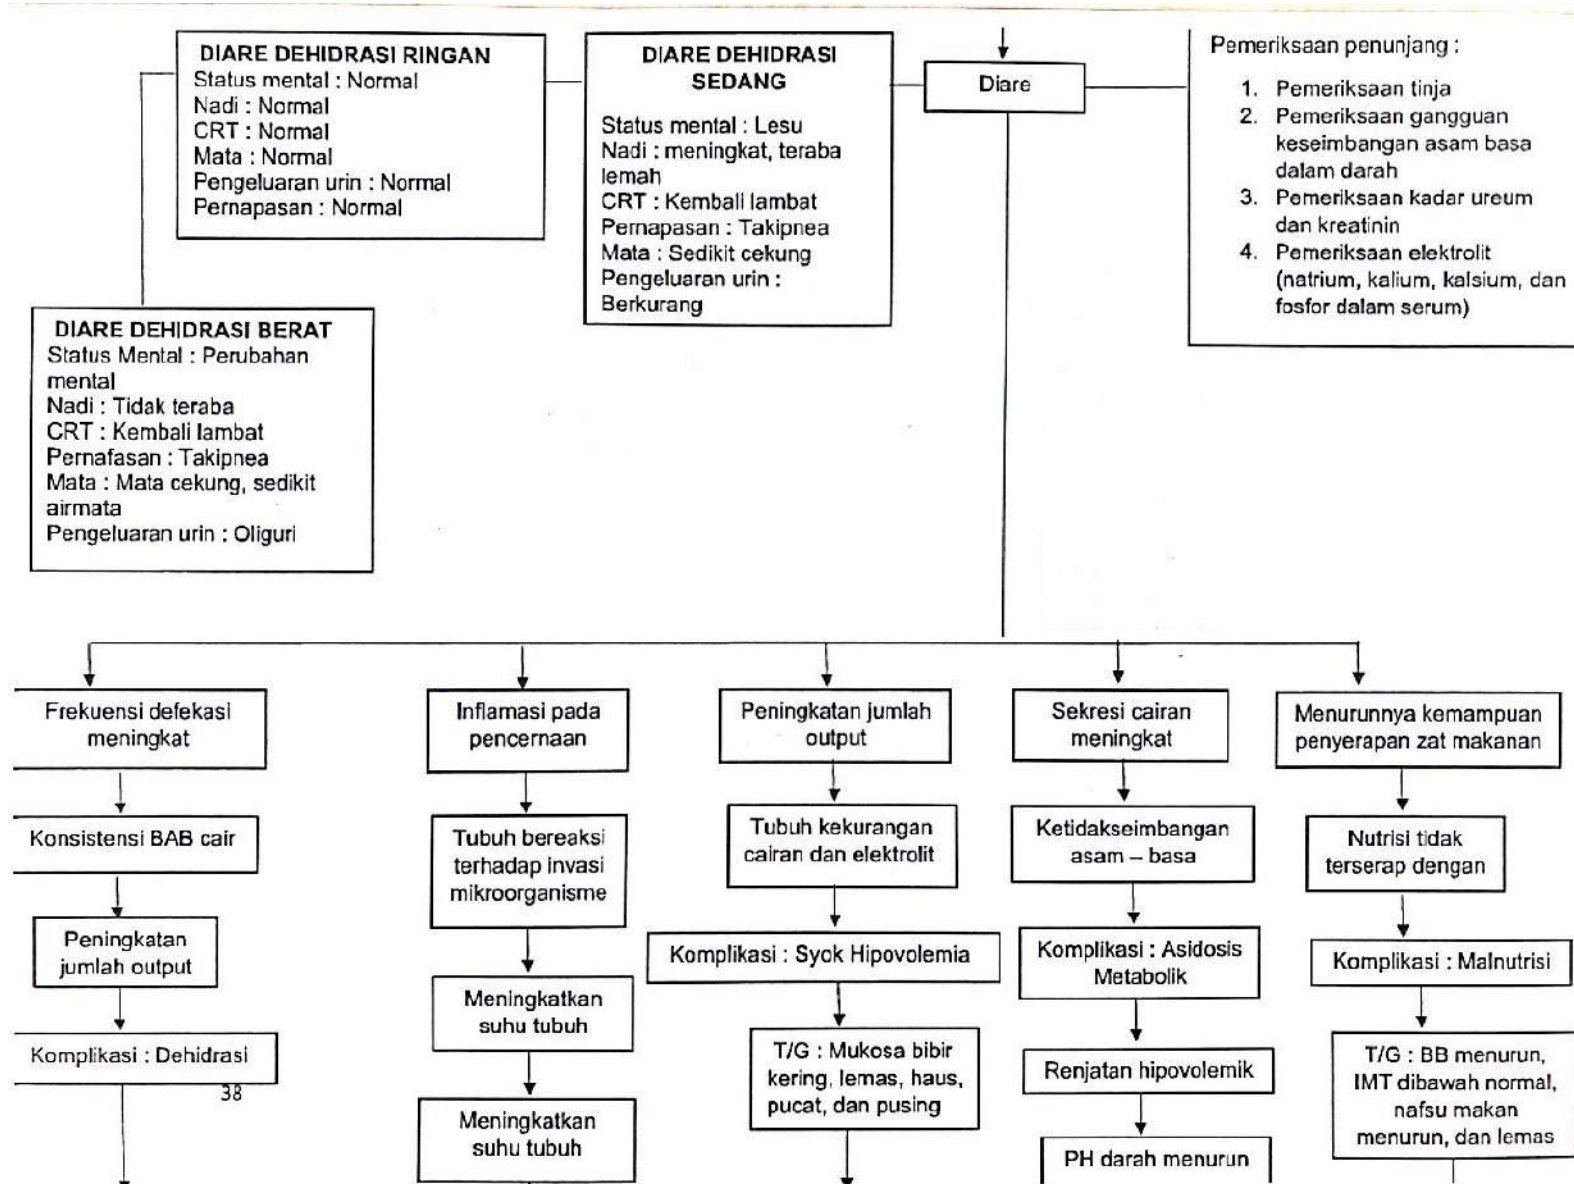 DIARE DEHIDRASI RINGAN
Status mental : Normal
Nadi : Normal
CRT : Normal
Mata : Normal
Pengeluaran urin : Normal
Pernapasan : Normal
DIARE DEHIDRASI
SEDANG
Status mental : Lesu
Nadi : meningkat, teraba
lemah
CRT : Kembali lambat
Pernapasan : Takipnea
Mata : Sedikit cekung
Pengeluaran urin :
Berkurang
Diare
Pemeriksaan penunjang :
1. Pemeriksaan tinja
2. Pemeriksaan gangguan
keseimbangan asam basa
dalam darah
3. Pemeriksaan kadar ureum
dan kreatinin
4. Pemeriksaan elektrolit
(natrium, kalium, kalsium, dan
fosfor dalam serum)
DIARE DEHIDRASI BERAT
Status Mental : Perubahan
mental
Nadi : Tidak teraba
CRT : Kembali lambat
Pernafasan : Takipnea
Mata : Mata cekung, sedikit
airmata
Pengeluaran urin : Oliguri
Frekuensi defekasi
meningkat
Konsistensi BAB cair
Peningkatan
jumlah output
Komplikasi : Dehidrasi
38
Inflamasi pada
pencernaan
Tubuh bereaksi
terhadap invasi
mikroorganisme
Meningkatkan
suhu tubuh
Meningkatkan
suhu tubuh
Peningkatan jumlah
output
Tubuh kekurangan
cairan dan elektrolit
Komplikasi : Syok Hipovolemia
T/G : Mukosa bibir
kering, lemas, haus,
pucat, dan pusing
Sekresi cairan
meningkat
Ketidakseimbangan
asam – basa
Komplikasi : Asidosis
Metabolik
Renjatan hipovolemik
PH darah menurun
Menurunnya kemampuan
penyerapan zat makanan
Nutrisi tidak
terserap dengan
Komplikasi : Malnutrisi
T/G : BB menurun,
IMT dibawah normal,
nafsu makan
menurun, dan lemas